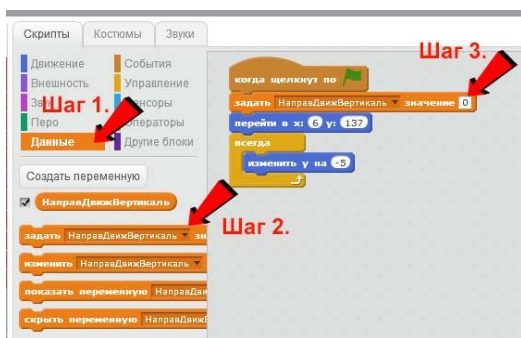 Скрипты Костюмы Звуки
Движение События
Внешность Управление
Перо
Данные Другие блоки
Шаг 1.
Создать переменную
НаправДвижВертикаль
задать НаправДвижВертикаль
изменить НаправДвижВертикаль
показать переменную
скрыть переменную
Шаг 2.
Шаг 3.
когда щелкнут по
задать НаправДвижВертикаль значение 0
перейти в x: 6 y: 137
всегда
изменить y на -5